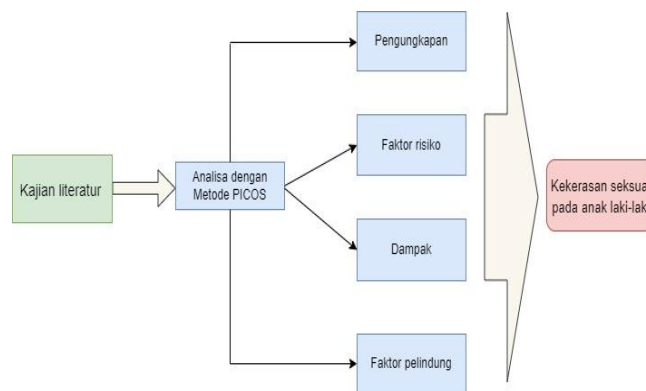 Kajian literatur
Analisa dengan
Metode PICOS
Pengungkapan
Faktor risiko
Dampak
Faktor pelindung
Kekerasan seksua
pada anak laki-lak